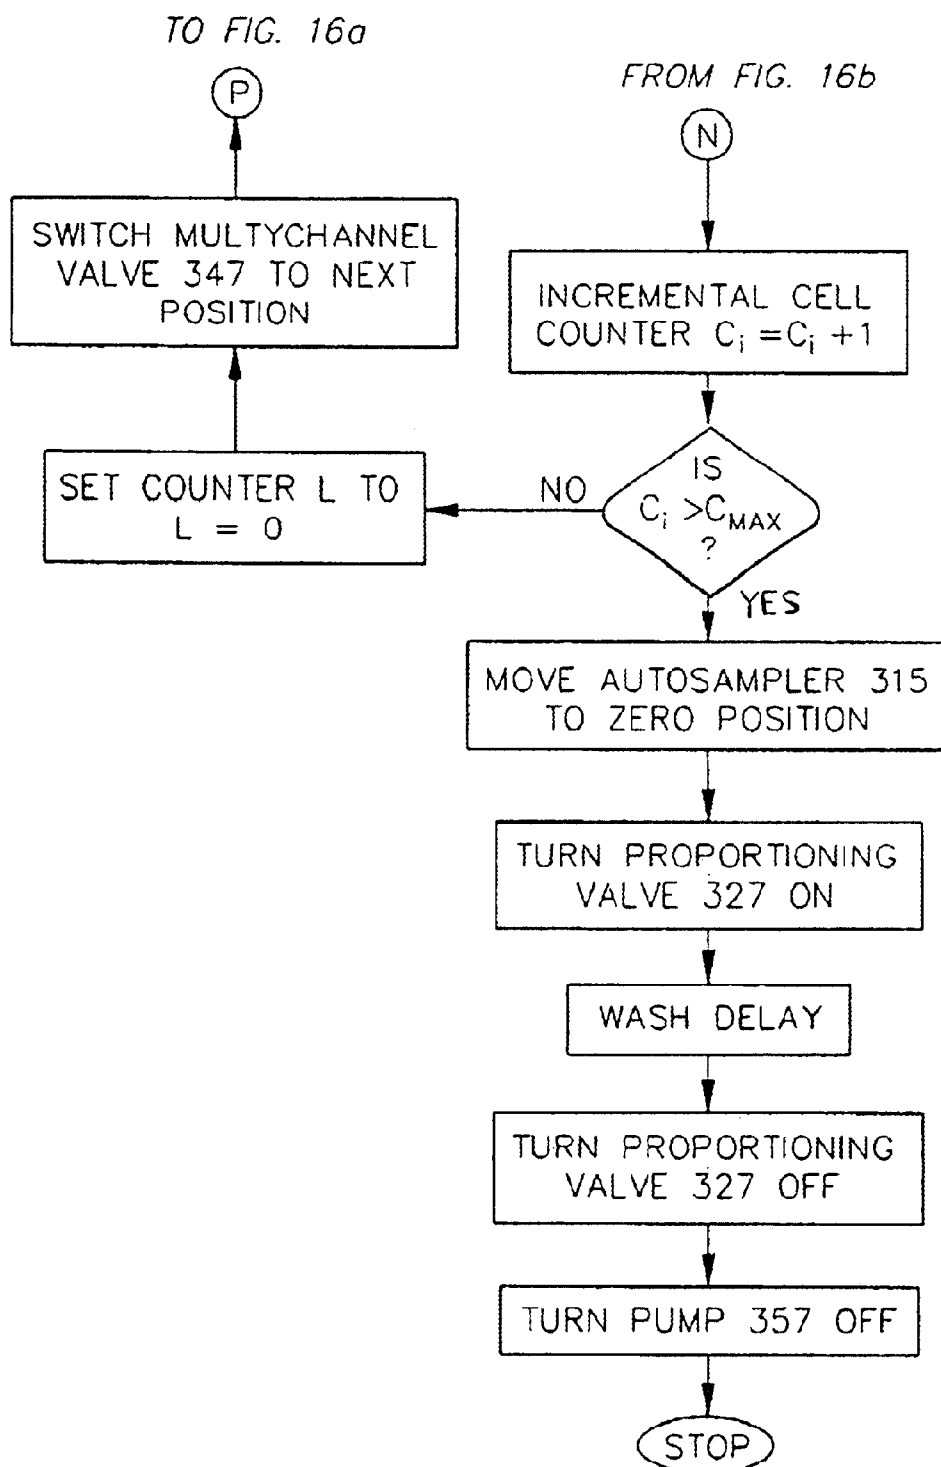 TO FIG. 16a
P
SWITCH MULTYCHANNEL
VALVE 347 TO NEXT
POSITION
SET COUNTER L TO
L = 0
FROM FIG. 16b
N
INCREMENTAL CELL
COUNTER Ci = Ci +1
IS
Ci >CMAX
?
NO
YES
MOVE AUTOSAMPLER 315
TO ZERO POSITION
TURN PROPORTIONING
VALVE 327 ON
WASH DELAY
TURN PROPORTIONING
VALVE 327 OFF
TURN PUMP 357 OFF
STOP